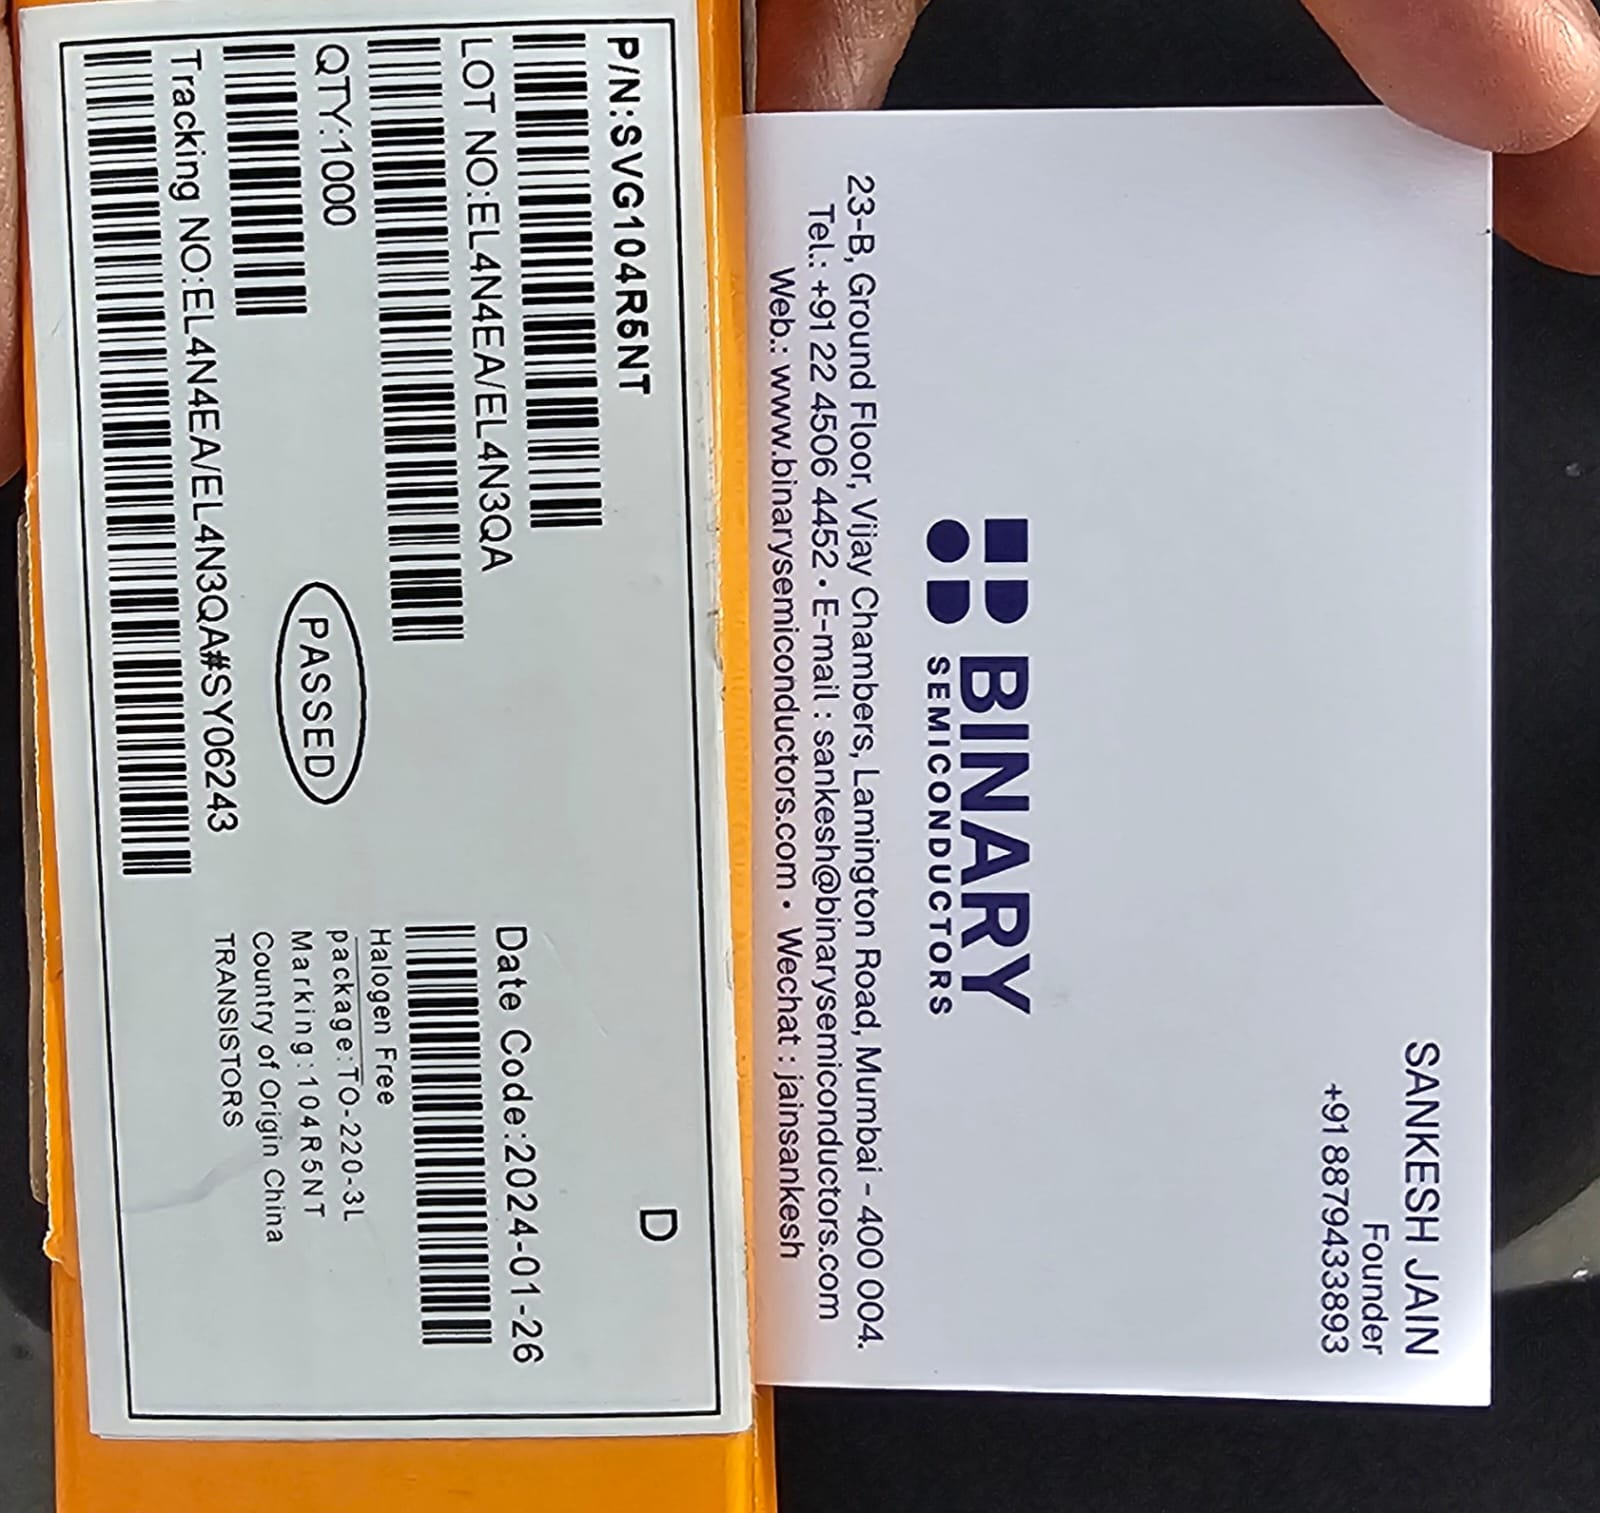 P/N:SVG104R5NT
D
LOT NO:EL4N4EA/EL4N3QA
Date Code:2024-01-26
QTY:1000
PASSED
Halogen Free
package:TO-220-3L
Marking:104R5NT
Country of Origin China
TRANSISTORS
Tracking NO:EL4N4EA/EL4N3QA#SY06243
SANKESH JAIN
Founder
+91 8879433893
BINARY
SEMICONDUCTORS
23-B, Ground Floor, Vijay Chambers, Lamington Road, Mumbai - 400 004.
Tel.: +91 22 4506 4452 • E-mail : sankesh@binarysemiconductors.com
Web.: www.binarysemiconductors.com • Wechat : jainsankesh